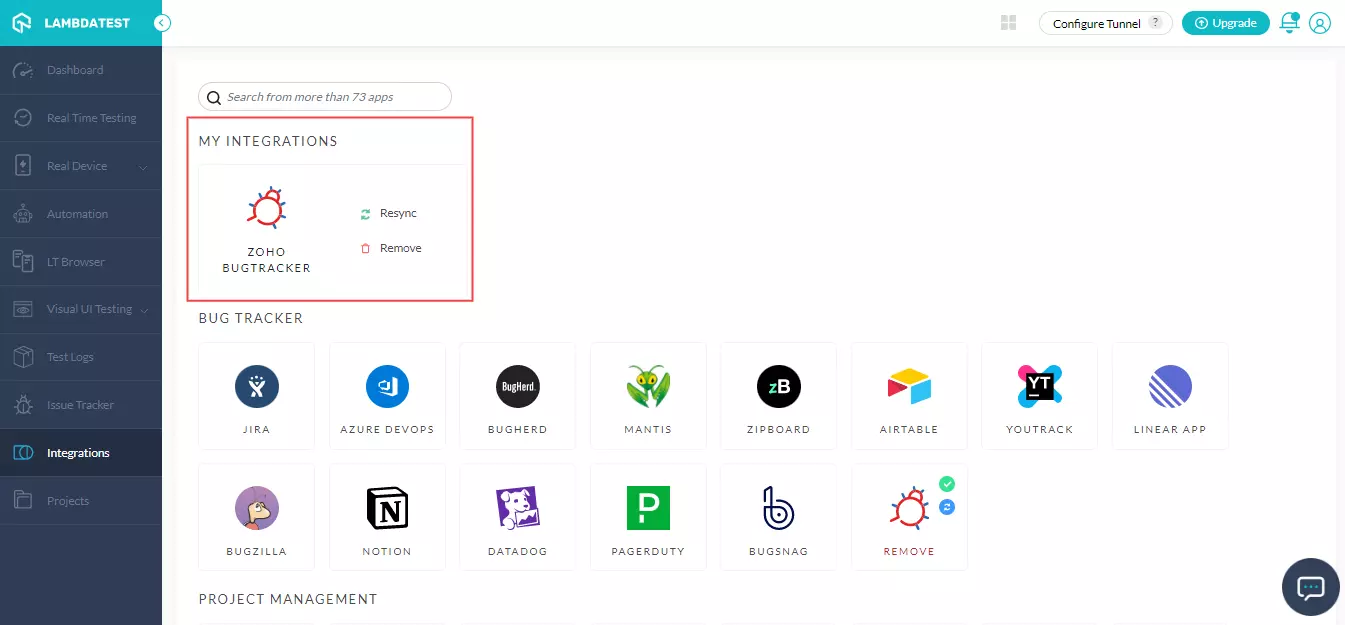 LAMBDATEST
Configure Tunnel ?
Upgrade
Dashboard
Real Time Testing
Real Device
Automation
LT Browser
Visual UI Testing
Test Logs
Issue Tracker
Integrations
Projects
Search from more than 73 apps
MY INTEGRATIONS
ZOHO
BUGTRACKER
Resync
Remove
BUG TRACKER
JIRA
AZURE DEVOPS
BugHerd.
BUGHERD
MANTIS
zB
ZIPBOARD
AIRTABLE
YT
YOUTRACK
LINEAR APP
BUGZILLA
N
NOTION
DATADOG
P
PAGERDUTY
BUGSNAG
REMOVE
PROJECT MANAGEMENT